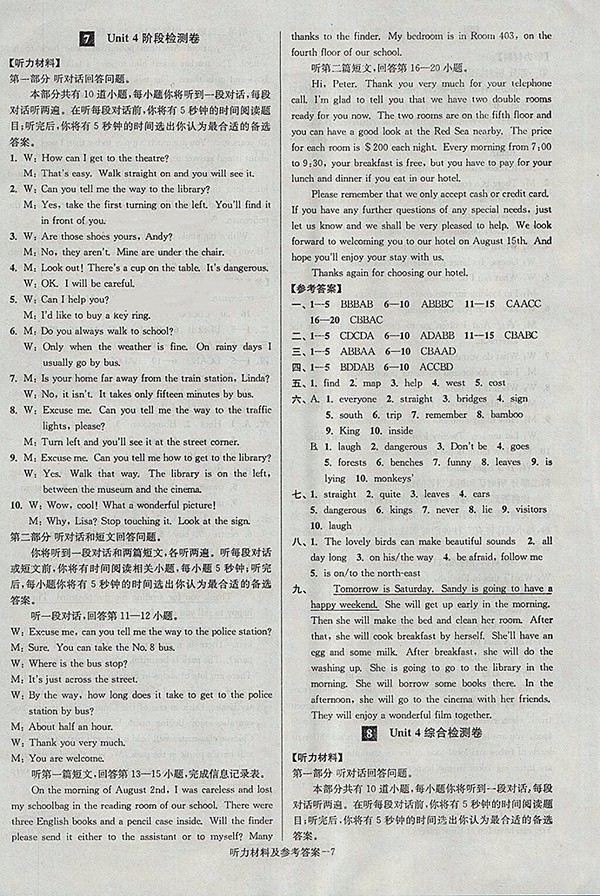 7 Unit 4 阶段检测卷
【听力材料】
第一部分 听对话回答问题。
本部分共有 10 道小题,每小题你将听到一段对话,每段
对话听两遍。在听每段对话前,你将有 5 秒钟的时间阅读题
目;听完后,你将有 5 秒钟的时间选出你认为最合适的备选
答案。
1. W: How can I get to the theatre?
M: That's easy. Walk straight on and you will see it.
2. W: Can you tell me the way to the library?
M: Yes, take the first turning on the left. You'll find it
in front of you.
3. W: Are those shoes yours, Andy?
M: No, they aren't. Mine are under the chair.
4. M: Look out! There's a cup on the table. It's dangerous.
W: OK. I will be careful.
5. W: Can I help you?
M: I'd like to buy a key ring.
6. M: Do you always walk to school?
W: Only when the weather is fine. On rainy days I
usually go by bus.
7. M: Is your home far away from the train station, Linda?
W: No, it isn't. It takes only fifteen minutes by bus.
8. W: Excuse me. Can you tell me the way to the traffic
lights, please?
M: Turn left and you'll see it at the street corner.
9. M: Excuse me. Can you tell me how to get to the library?
W: Yes. Walk that way. The library is on the left,
between the museum and the cinema.
10. W: Wow, cool! What a wonderful picture!
M: Why, Lisa? Stop touching it. Look at the sign.
第二部分 听对话和短文回答问题。
你将听到一段对话和两篇短文,各听两遍。听每段对话
或短文前,你将有时间阅读相关小题,每小题 5 秒钟;听完
后,每小题你将有 5 秒钟的时间选出你认为最合适的备选
答案。
听一段对话,回答第 11—12 小题。
W: Excuse me, can you tell me the way to the police station?
M: Sure. You can take the No. 8 bus.
W: Where is the bus stop?
M: It's just across the street.
W: By the way, how long does it take to get to the police
station by bus?
M: About half an hour.
W: Thank you very much.
M: You are welcome.
听第一篇短文,回答第 13—15 小题,完成信息记录表。
On the morning of August 2nd, I was careless and lost
my schoolbag in the reading room of our school. There were
three English books and a pencil case inside. Will the finder
please send it either to the assistant or to myself? Many
thanks to the finder. My bedroom is in Room 403, on the
fourth floor of our school.
听第二篇短文,回答第 16—20 小题。
Hi, Peter. Thank you very much for your telephone
call. I'm glad to tell you that we have two double rooms
ready for you now. The two rooms are on the fifth floor and
you can have a good look at the Red Sea nearby. The price
for each room is $ 200 each night. Every morning from 7:00
to 9:30, your breakfast is free, but you have to pay for your
lunch and dinner if you eat in our hotel.
Please remember that we only accept cash or credit card.
If you have any further questions of any special needs, just
let us know and we shall be very pleased to help. We look
forward to welcoming you to our hotel on August 15th. And
hope you'll enjoy your stay with us.
Thanks again for choosing our hotel.
【参考答案】
一、1—5 BBBAB 6—10 ABBBC 11—15 CAACC
16—20 CBBAC
二、1—5 CDCDA 6—10 ADABB 11—15 CBABC
三、1—5 ABBAA 6—10 CBAAD
四、1—5 BDDAB 6—10 ACCBD
五、1. find 2. map 3. help 4. west 5. cost
六、A. 1. everyone 2. straight 3. bridges 4. sign
5. south 6. trip 7. remember 8. bamboo
9. King 10. inside
B. 1. laugh 2. dangerous 3. Don't be 4. goes
5. forests 6. benches 7. funny 8. leaves 9. is
lying 10. monkeys'
七、1. straight 2. quite 3. leaves 4. ears
5. dangerous 6. kings 7. never 8. lie 9. visitors
10. laugh
八、1. The lovely birds can make beautiful sounds 2. all
day long 3. on his/the way 4. be afraid, follow me
5. is on/to the north-east
九、 Tomorrow is Saturday. Sandy is going to have a
happy weekend. She will get up early in the morning.
Then she will make the bed and clean her room. After
that, she will cook breakfast by herself. She'll have an
egg and some milk. After breakfast, she will do the
washing up. She is going to go to the library in the
morning. She will borrow some books there. In the
afternoon, she will go to the cinema with her friends.
They will enjoy a wonderful film together.
8 Unit 4 综合检测卷
【听力材料】
第一部分 听对话回答问题。
本部分共有 10 道小题,每小题你将听到一段对话,每段
对话听两遍。在听每段对话前,你将有 5 秒钟的时间阅读题
目;听完后,你将有 5 秒钟的时间选出你认为最合适的备选
答案。
听力材料及参考答案—7